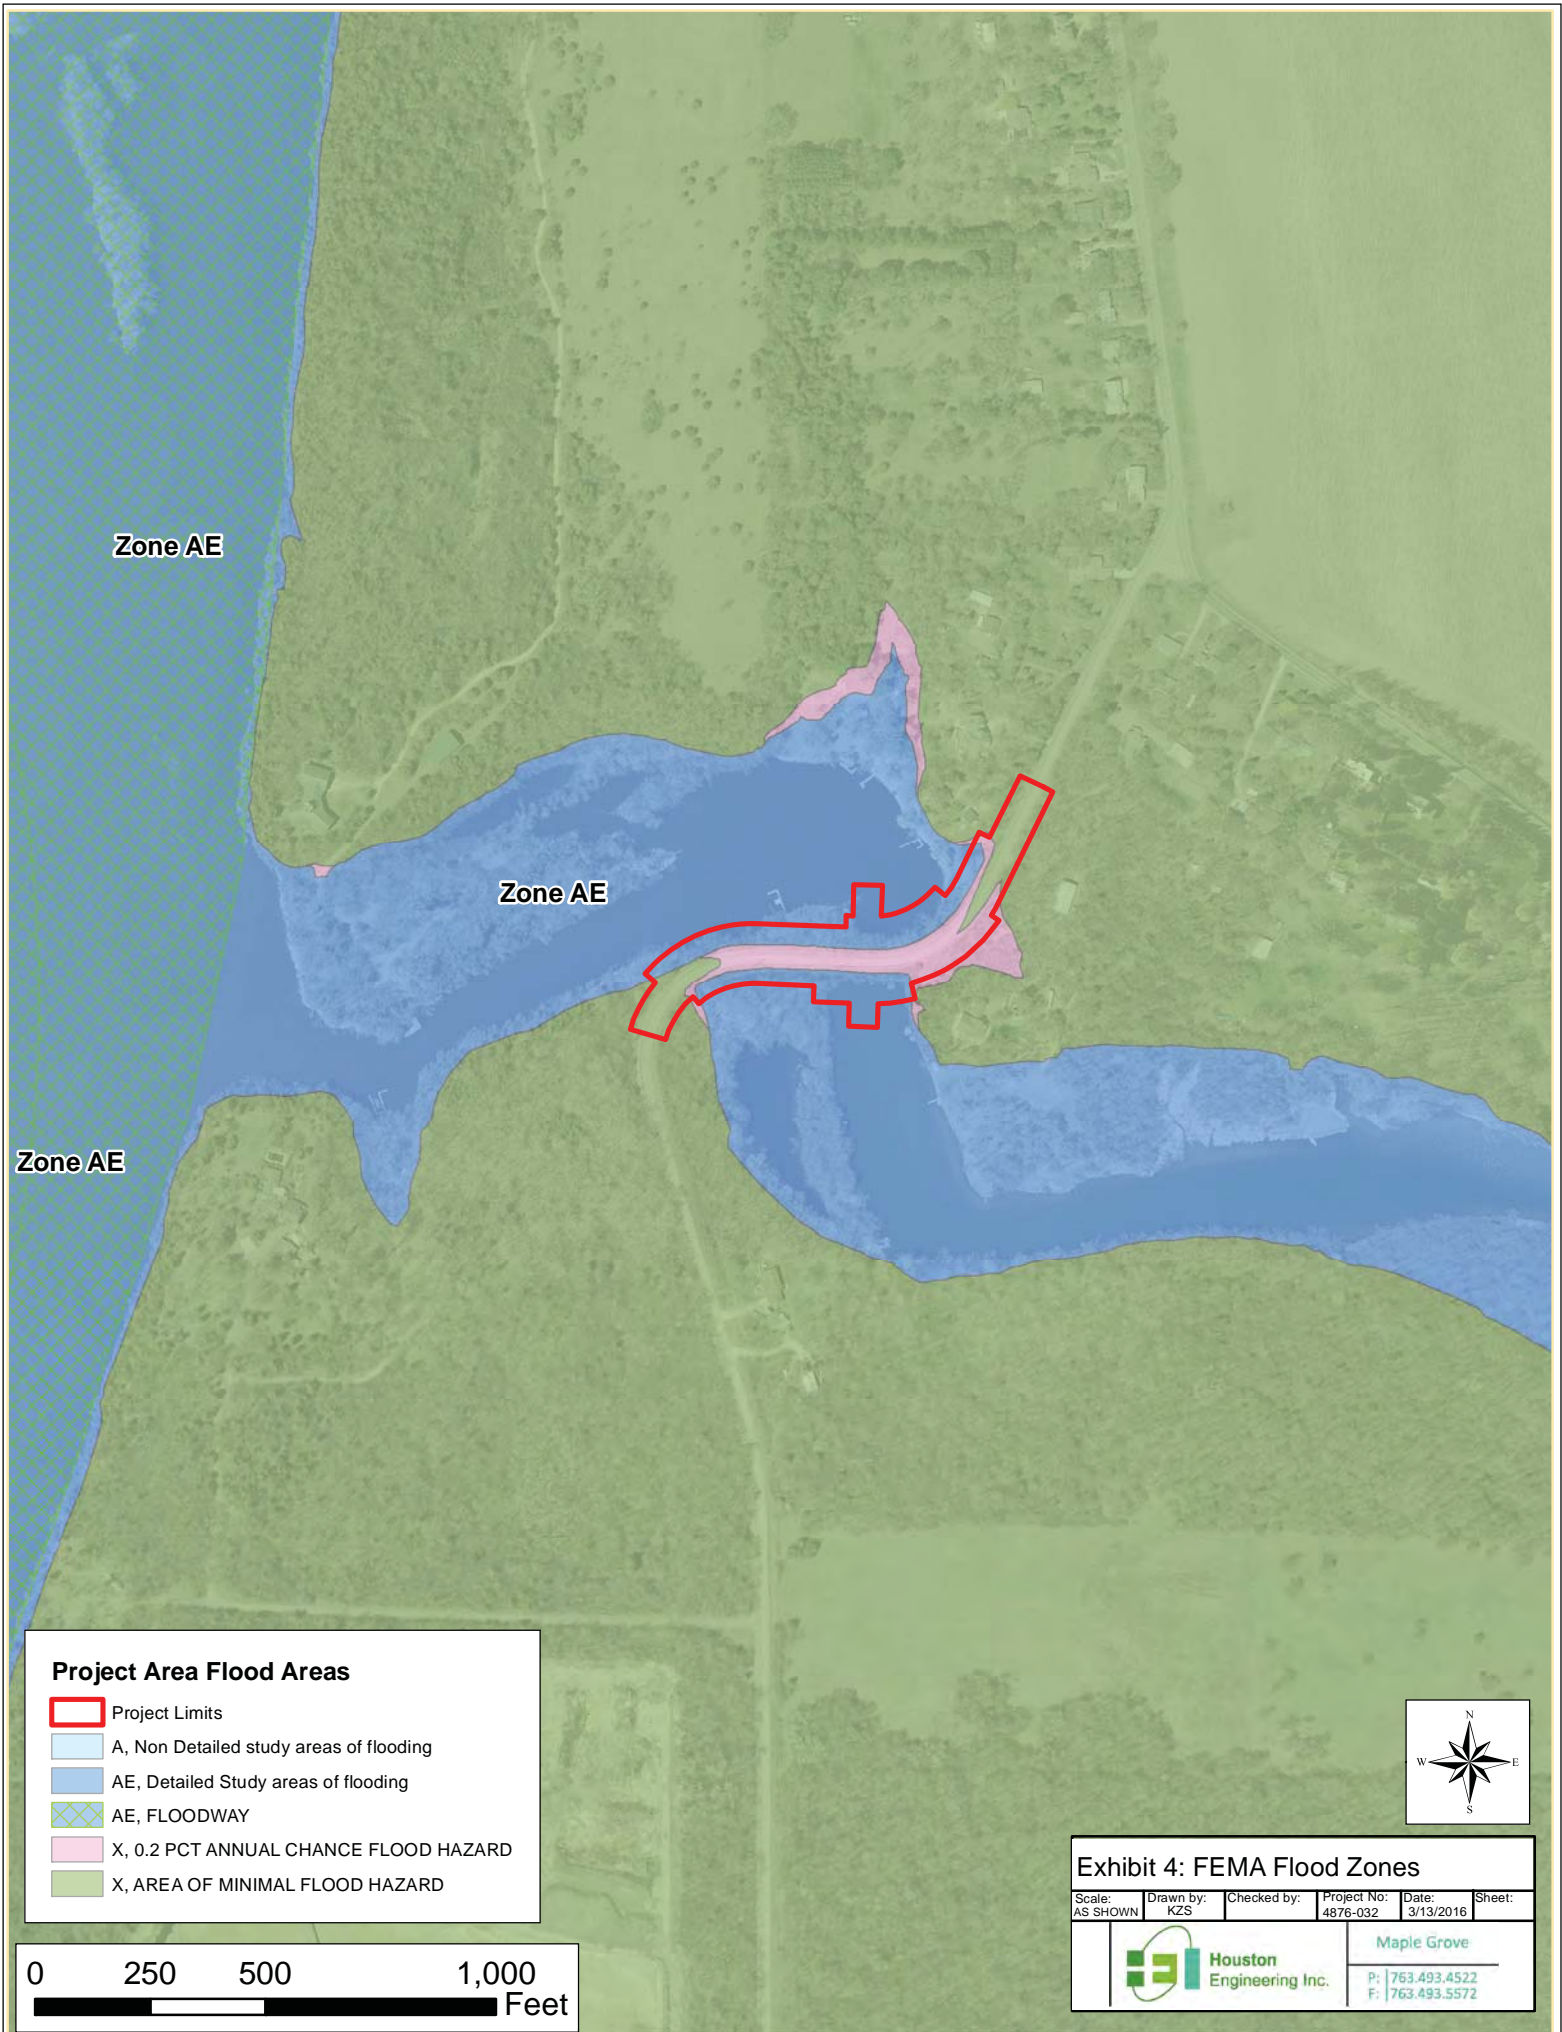 Zone AE
Zone AE
Zone AE
Project Area Flood Areas
Project Limits
A, Non Detailed study areas of flooding
AE, Detailed Study areas of flooding
AE, FLOODWAY
X, 0.2 PCT ANNUAL CHANCE FLOOD HAZARD
X, AREA OF MINIMAL FLOOD HAZARD
0 250 500 1,000
Feet
N
W E
S
Exhibit 4: FEMA Flood Zones
Scale: Drawn by: Checked by: Project No: Date: Sheet:
AS SHOWN KZS 4876-032 3/13/2016
Houston
Engineering Inc.
Maple Grove
P: 763.493.4522
F: 763.493.5572